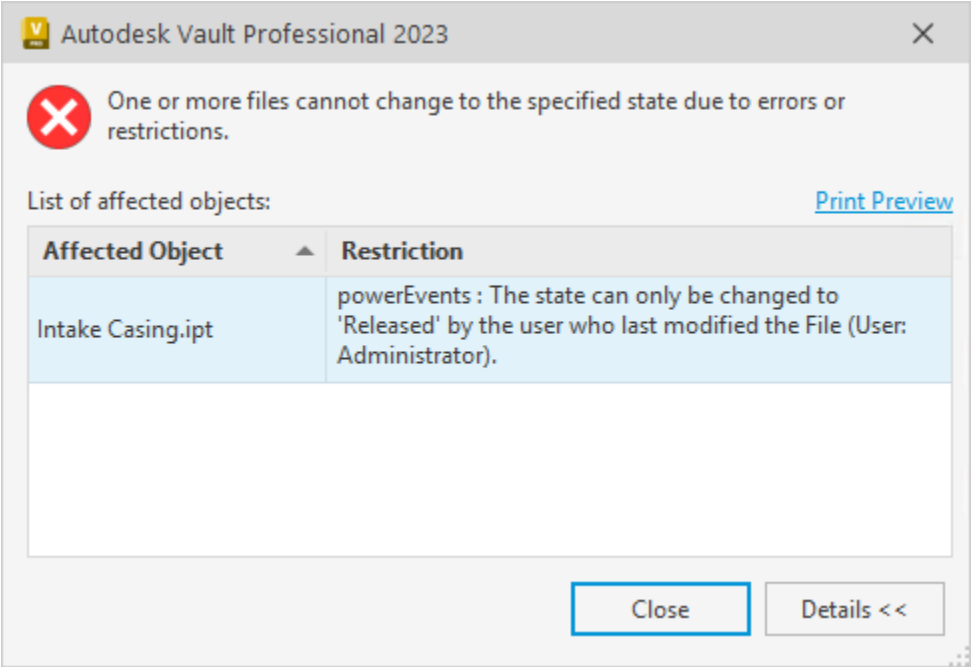 Autodesk Vault Professional 2023
One or more files cannot change to the specified state due to errors or
restrictions.
List of affected objects:
Print Preview
Affected Object
Restriction
Intake Casing.ipt
powerEvents : The state can only be changed to
'Released' by the user who last modified the File (User:
Administrator).
Close
Details <<